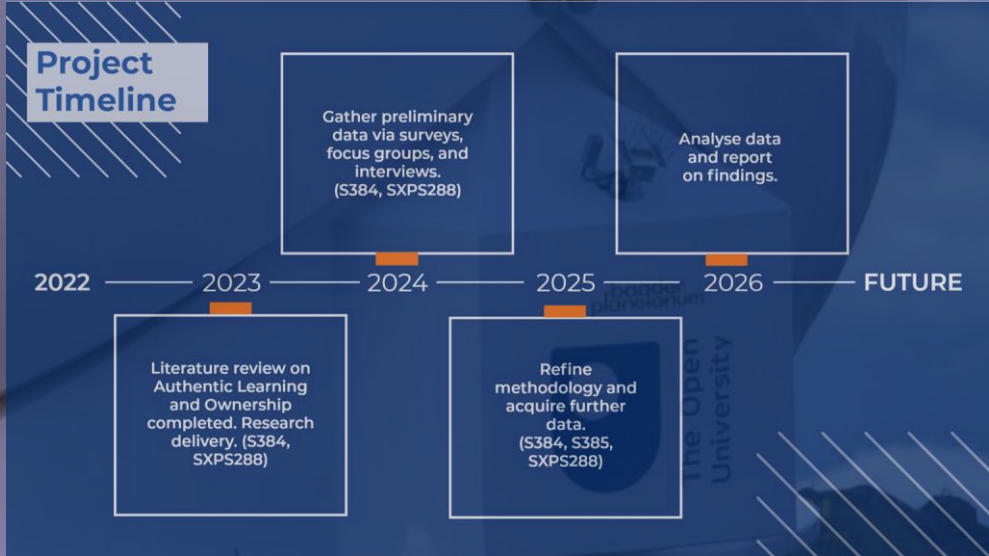 Project
Timeline
Gather preliminary
data via surveys,
focus groups, and
interviews.
(S384, SXPS288)
Analyse data
and report
on findings.
2022
2023
2024
2025
2026
FUTURE
baader
planetarium
Literature review on
Authentic Learning
and Ownership
completed. Research
delivery. (S384,
SXPS288)
Refine
methodology and
acquire further
data.
(S384, S385,
SXPS288)
The Open
University